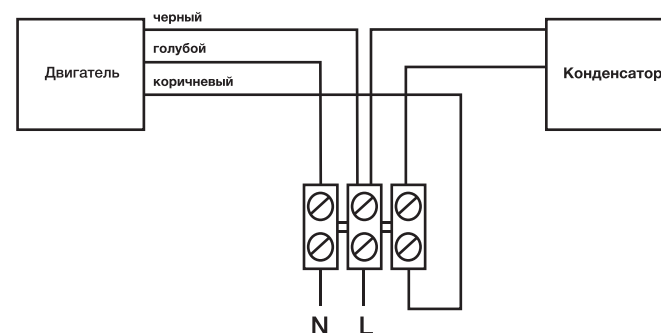 черный
голубой
коричневый
Двигатель
Конденсатор
N L